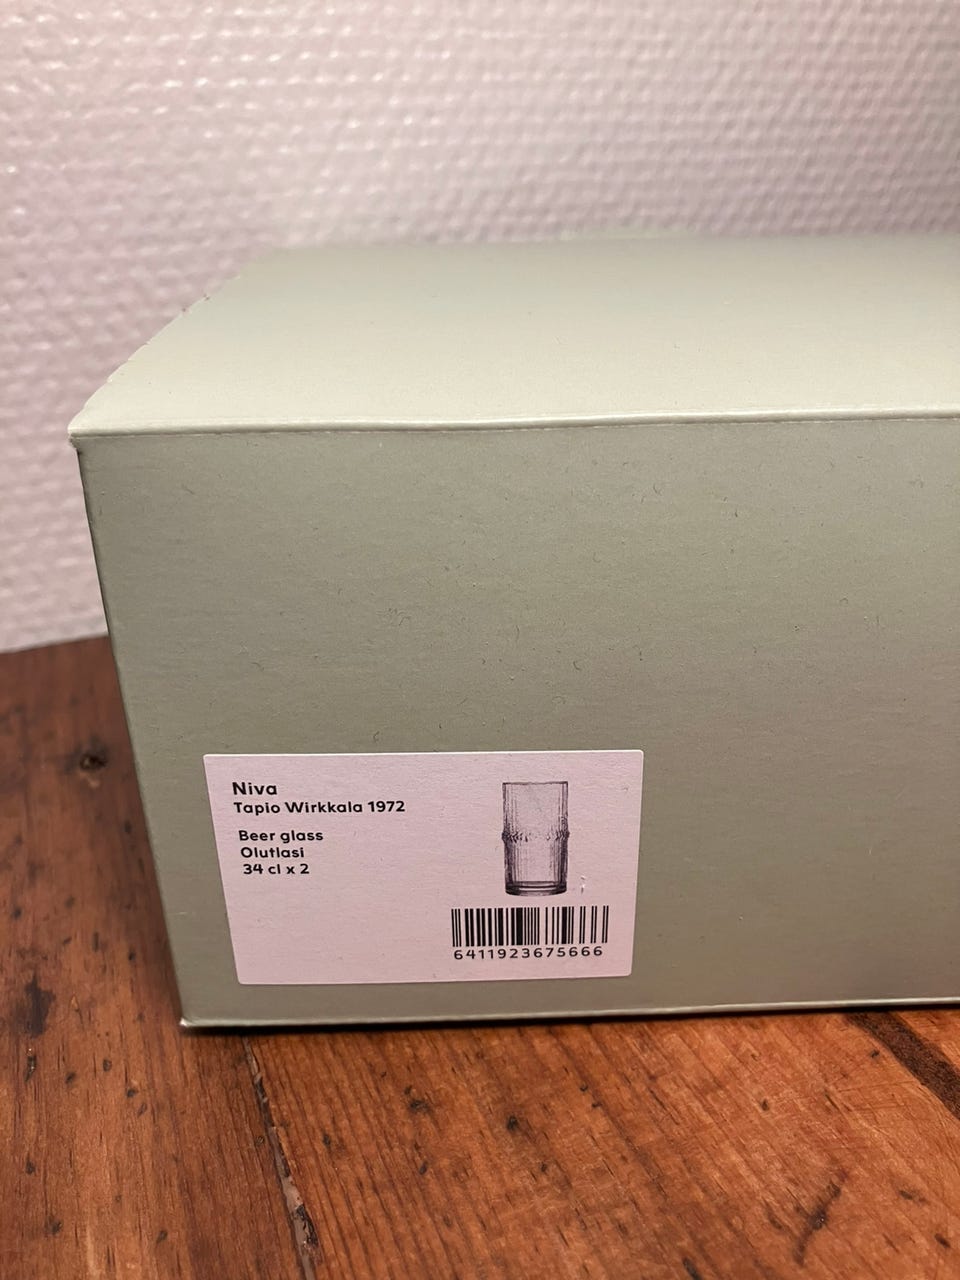 Niva
Tapio Wirkkala 1972
Beer glass
Olutlasi
34 cl x 2
6411923675666